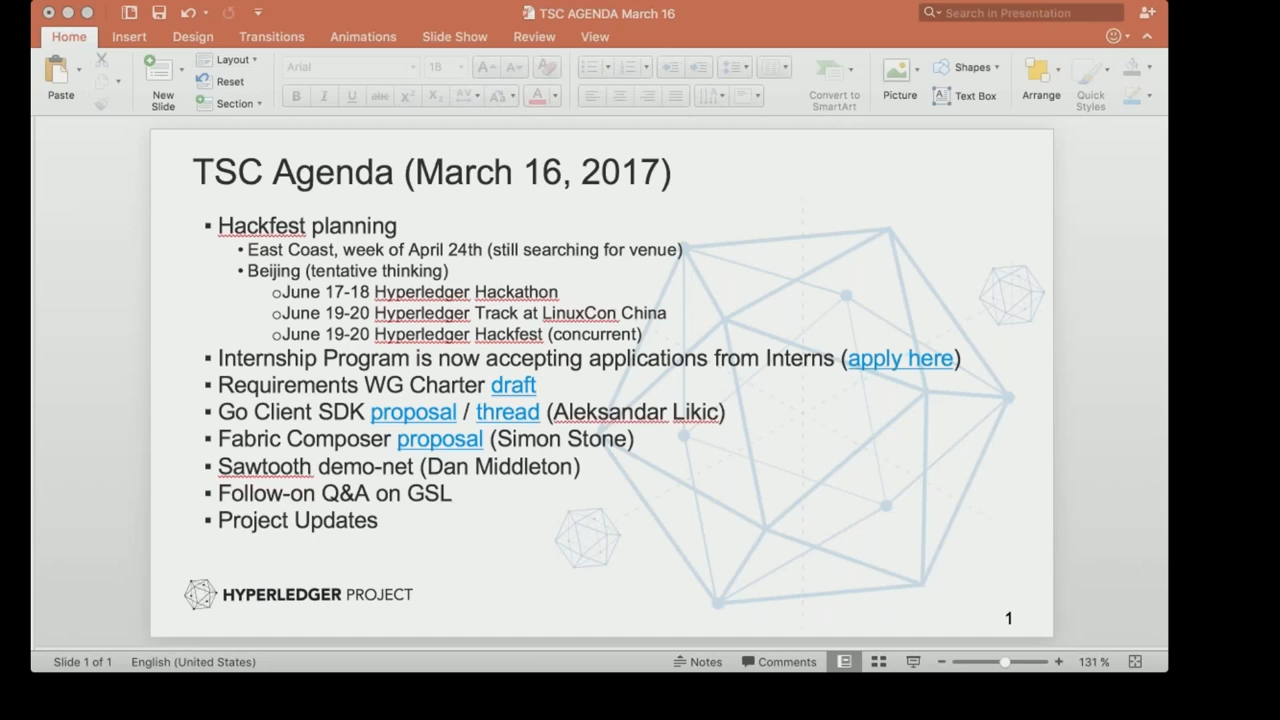 TSC AGENDA March 16
Search in Presentation
Home Insert Design Transitions Animations Slide Show Review View
Paste
New Slide
Layout
Reset
Section
Arial 18
B I U abc X² X₂ AV Aa A
Convert to SmartArt
Picture
Shapes
Text Box
Arrange
Quick Styles
TSC Agenda (March 16, 2017)
▪ Hackfest planning
• East Coast, week of April 24th (still searching for venue)
• Beijing (tentative thinking)
o June 17-18 Hyperledger Hackathon
o June 19-20 Hyperledger Track at LinuxCon China
o June 19-20 Hyperledger Hackfest (concurrent)
▪ Internship Program is now accepting applications from Interns (apply here)
▪ Requirements WG Charter draft
▪ Go Client SDK proposal / thread (Aleksandar Likic)
▪ Fabric Composer proposal (Simon Stone)
▪ Sawtooth demo-net (Dan Middleton)
▪ Follow-on Q&A on GSL
▪ Project Updates
HYPERLEDGER PROJECT
1
Slide 1 of 1 English (United States) Notes Comments 131 %